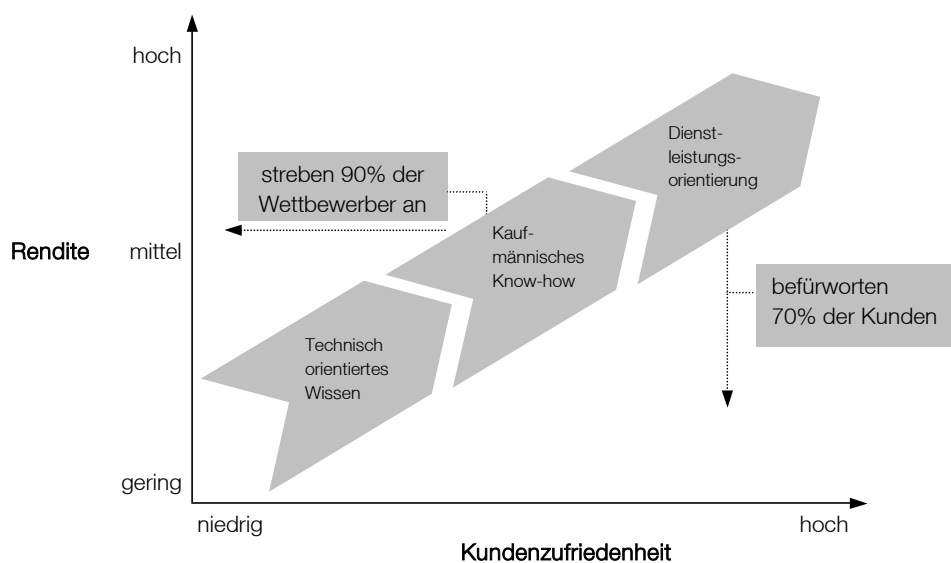 hoch
Dienst-
leistungs-
orientierung
streben 90% der
Wettbewerber an
Rendite
mittel
Kauf-
männisches
Know-how
befürworten
70% der Kunden
Technisch
orientiertes
Wissen
gering
niedrig
hoch
Kundenzufriedenheit